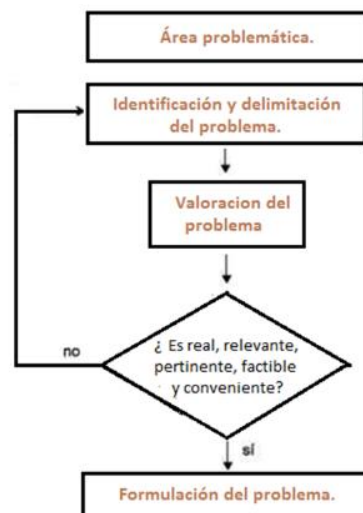 Área problemática.
Identificación y delimitación
del problema.
Valoracion del
problema
¿ Es real, relevante,
pertinente, factible
y conveniente?
no
sí
Formulación del problema.